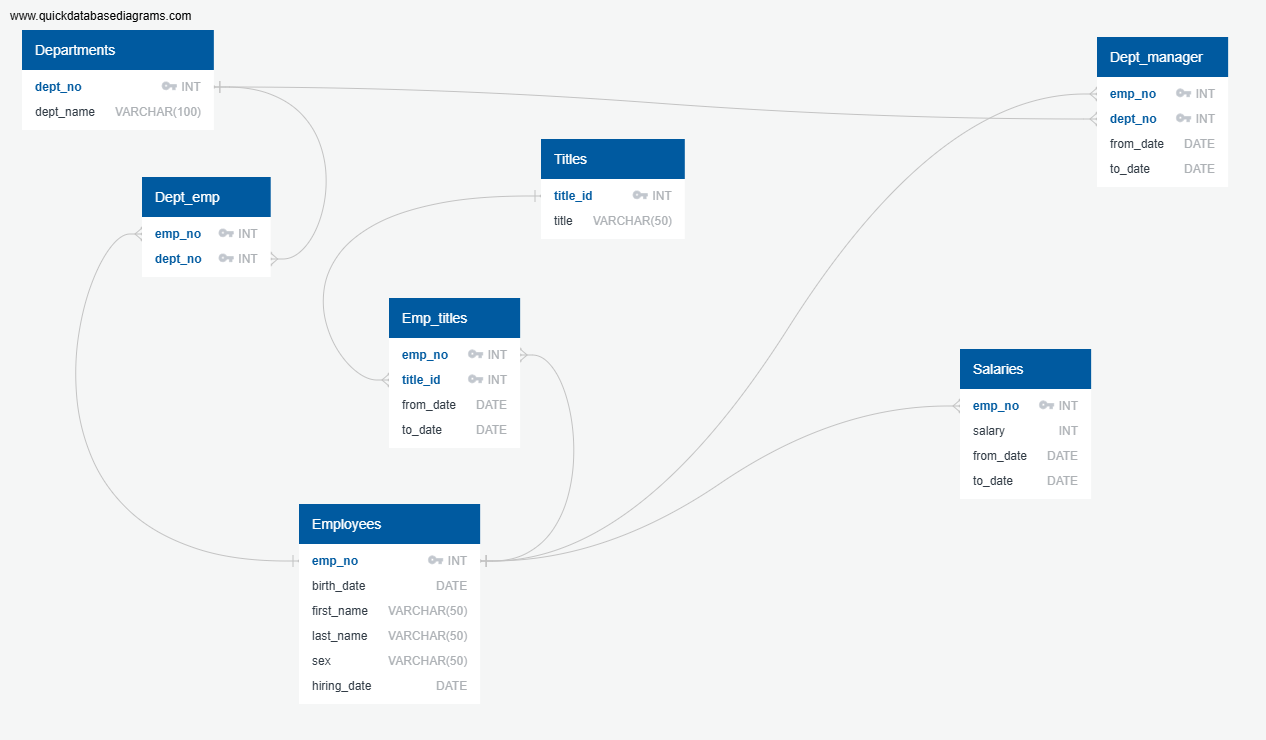 www.quickdatabasediagrams.com
Departments
dept_no INT
dept_name VARCHAR(100)
Dept_manager
emp_no INT
dept_no INT
from_date DATE
to_date DATE
Titles
title_id INT
title VARCHAR(50)
Dept_emp
emp_no INT
dept_no INT
Emp_titles
emp_no INT
title_id INT
from_date DATE
to_date DATE
Salaries
emp_no INT
salary INT
from_date DATE
to_date DATE
Employees
emp_no INT
birth_date DATE
first_name VARCHAR(50)
last_name VARCHAR(50)
sex VARCHAR(50)
hiring_date DATE